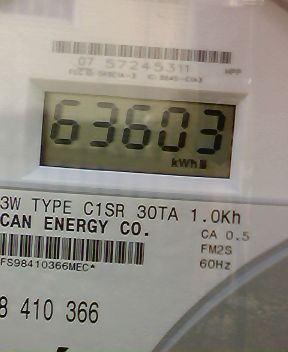 07 57245311 MPP
63603
kWh
3W TYPE C1SR 30TA 1.0Kh
CAN ENERGY CO. CA 0.5
FM2S
FS98410366MEC* 60Hz
8 410 366